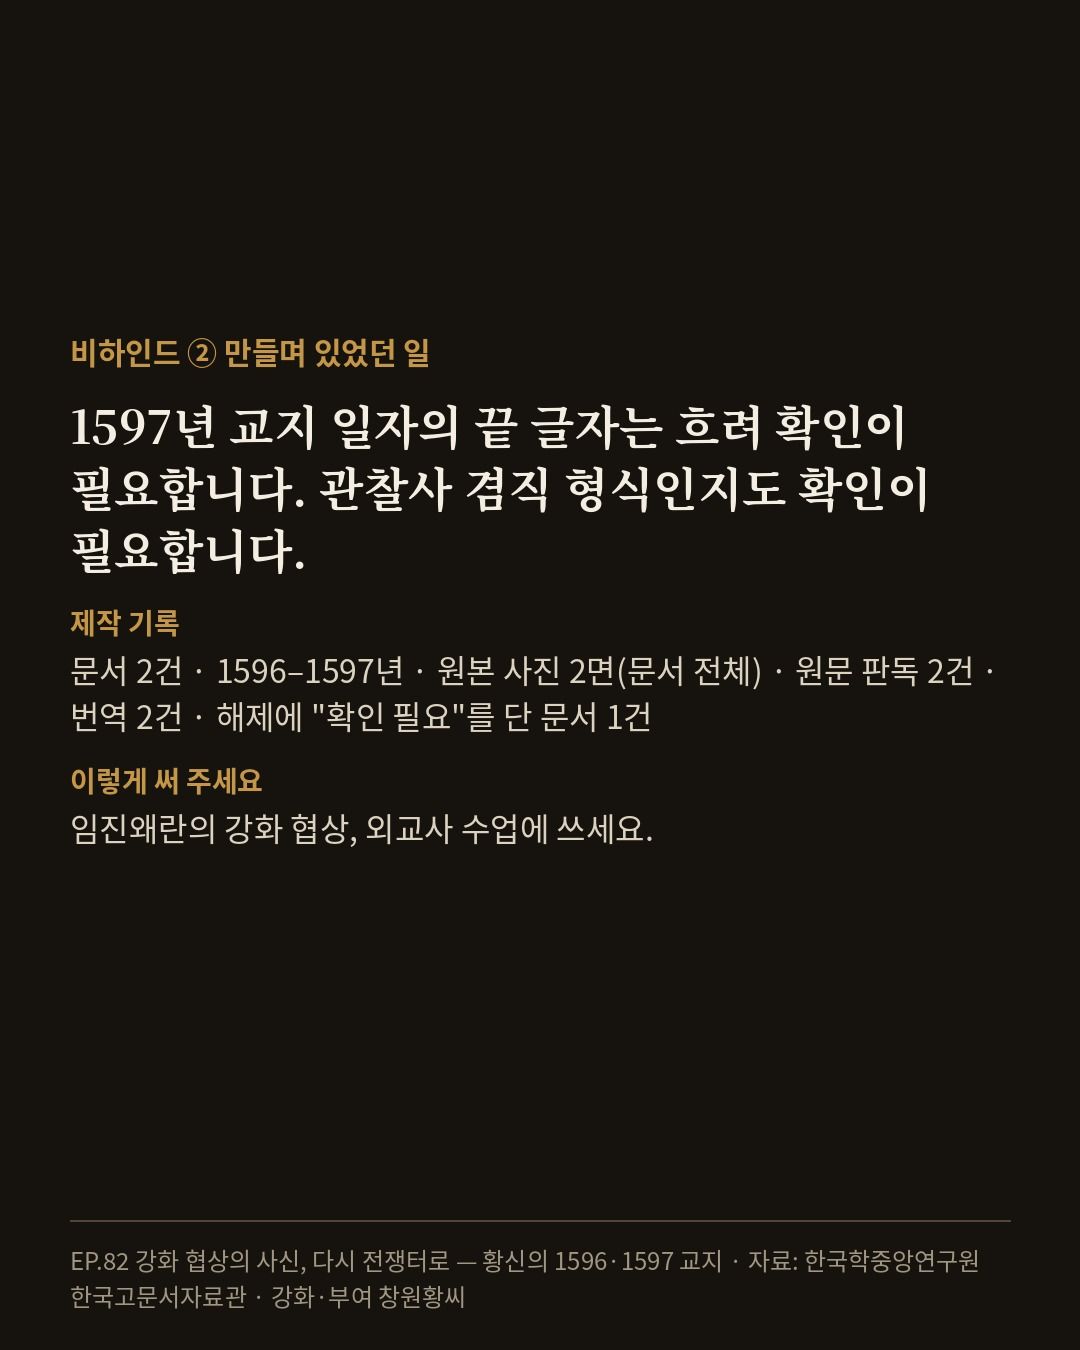 비하인드 ② 만들며 있었던 일
1597년 교지 일자의 끝 글자는 흐려 확인이
필요합니다. 관찰사 겸직 형식인지도 확인이
필요합니다.
제작 기록
문서 2건 · 1596–1597년 · 원본 사진 2면(문서 전체) · 원문 판독 2건 ·
번역 2건 · 해제에 "확인 필요"를 단 문서 1건
이렇게 써 주세요
임진왜란의 강화 협상, 외교사 수업에 쓰세요.
EP.82 강화 협상의 사신, 다시 전쟁터로 — 황신의 1596·1597 교지 · 자료: 한국학중앙연구원
한국고문서자료관 · 강화·부여 창원황씨